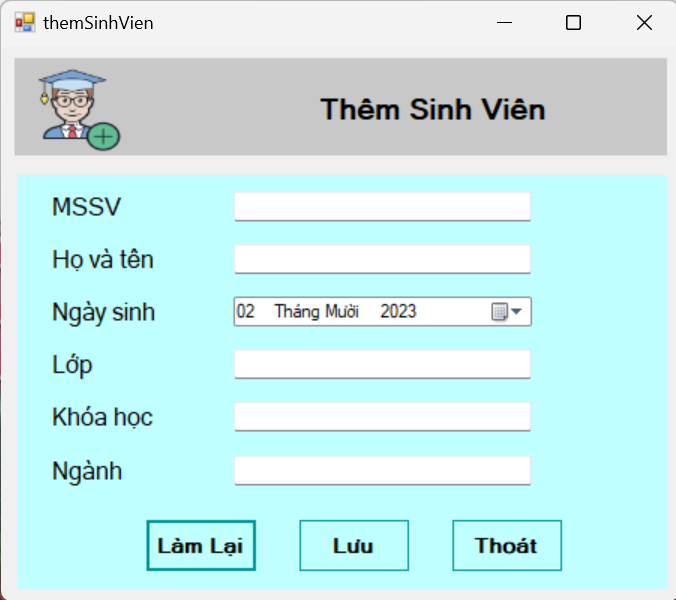 themSinhVien
Thêm Sinh Viên
MSSV
Họ và tên
Ngày sinh 02 Tháng Mười 2023
Lớp
Khóa học
Ngành
Làm Lại Lưu Thoát